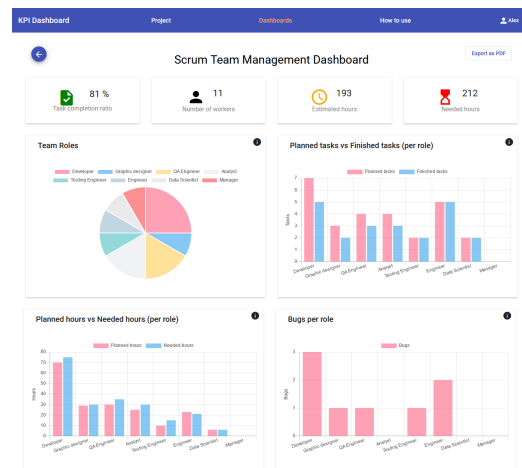 KPI Dashboard Project Dashboards How to use Alex
Scrum Team Management Dashboard
Export as PDF
81 %
Task completion ratio
11
Number of workers
193
Estimated hours
212
Needed hours
Team Roles
Developer Graphic designer QA Engineer Analyst
Testing Engineer Engineer Data Scientist Manager
Planned tasks vs Finished tasks (per role)
Planned tasks Finished tasks
Tasks
7
6
5
4
3
2
1
0
Developer Graphic designer QA Engineer Analyst Testing Engineer Engineer Data Scientist Manager
Planned hours vs Needed hours (per role)
Planned hours Needed hours
Hours
80
70
60
50
40
30
20
10
0
Developer Graphic designer QA Engineer Analyst Testing Engineer Engineer Data Scientist Manager
Bugs per role
Bugs
Bugs
3
2
1
0
Developer Graphic designer QA Engineer Analyst Testing Engineer Engineer Data Scientist Manager